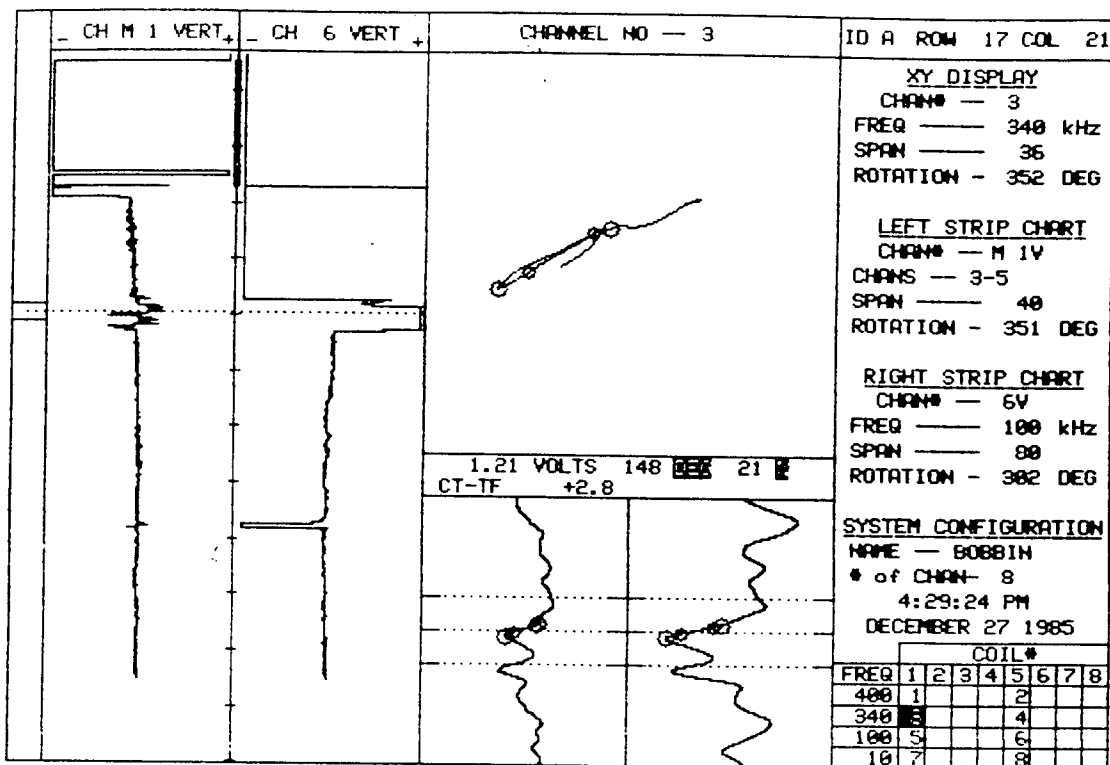 _ CH M 1 VERT +
_ CH 6 VERT +
CHANNEL NO -- 3
ID A ROW 17 COL 21
XY DISPLAY
CHAN# -- 3
FREQ ---- 340 kHz
SPAN ---- 36
ROTATION - 352 DEG
LEFT STRIP CHART
CHAN# -- M 1V
CHANS -- 3-5
SPAN ---- 40
ROTATION - 351 DEG
RIGHT STRIP CHART
CHAN# -- 6V
FREQ ---- 100 kHz
SPAN ---- 80
ROTATION - 302 DEG
1.21 VOLTS 148 DEG 21
CT-TF +2.8
SYSTEM CONFIGURATION
NAME -- BOBBIN
# of CHAN- 8
4:29:24 PM
DECEMBER 27 1985
COIL#
FREQ 1 2 3 4 5 6 7 8
400 1 2
340 4
100 5 6
10 7 8